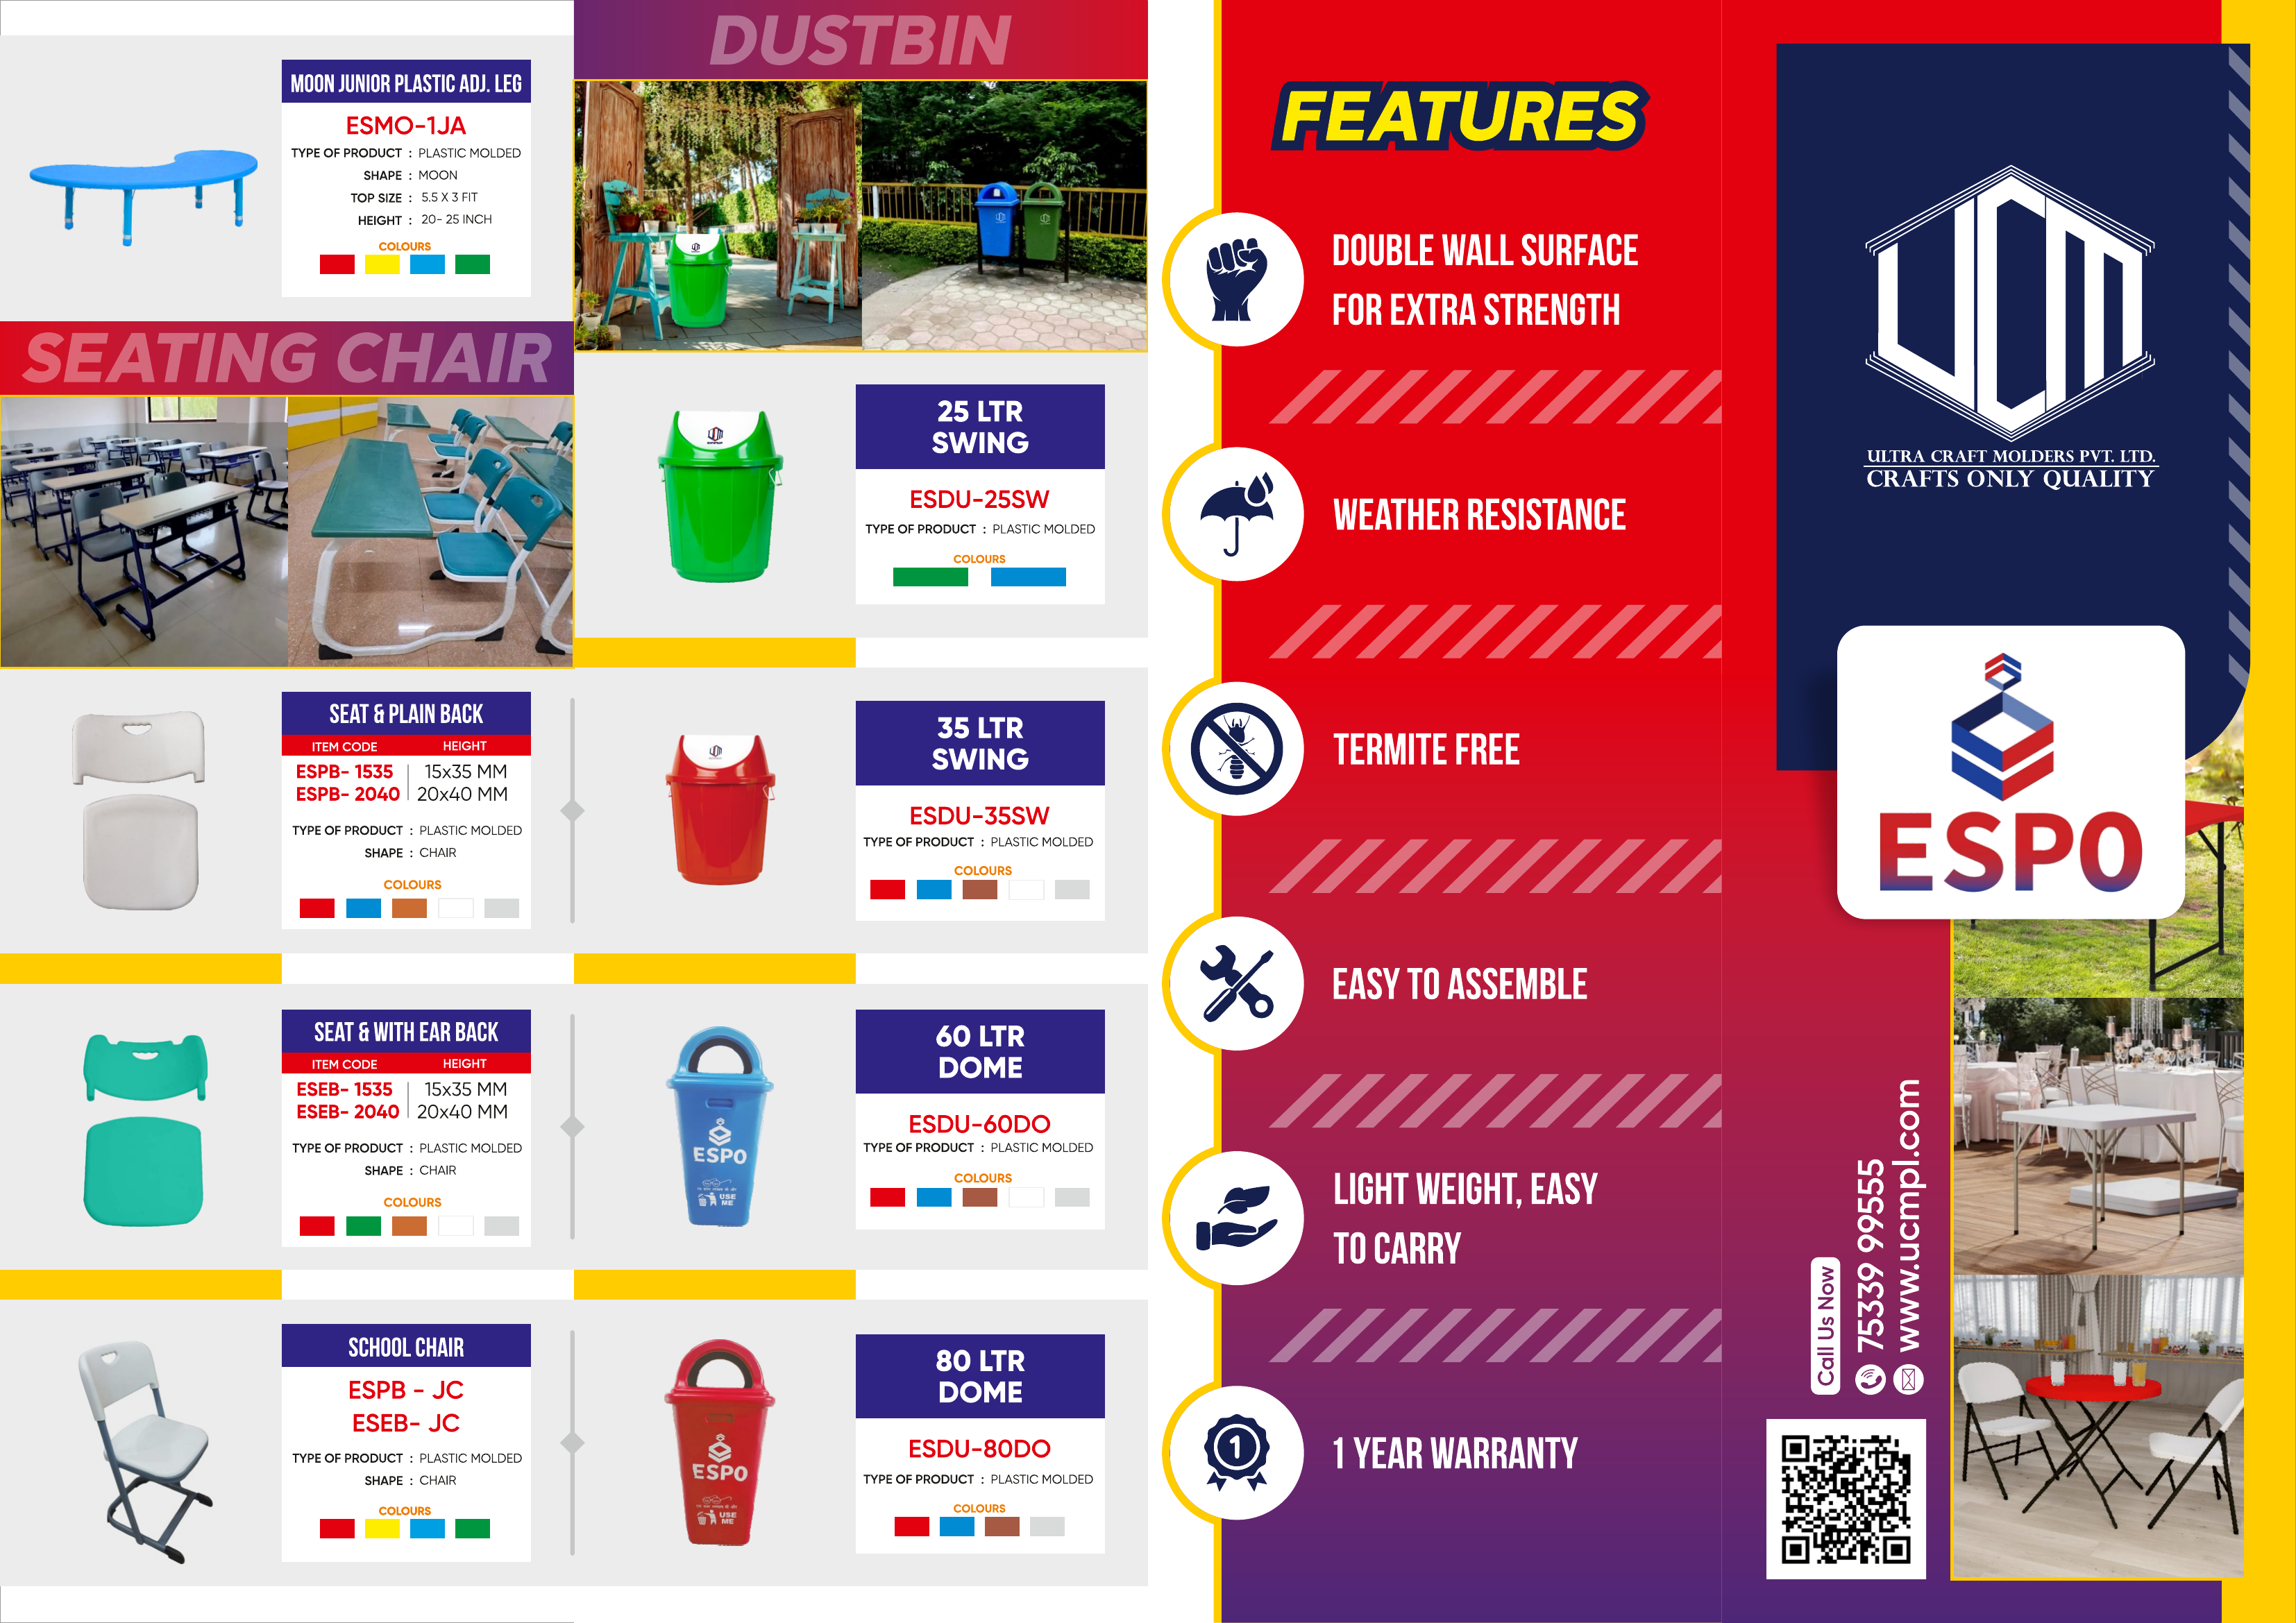 MOON JUNIOR PLASTIC ADJ. LEG
ESMO-1JA
TYPE OF PRODUCT : PLASTIC MOLDED
SHAPE : MOON
TOP SIZE : 5.5 X 3 FIT
HEIGHT : 20- 25 INCH
COLOURS
SEATING CHAIR
SEAT & PLAIN BACK
ITEM CODE HEIGHT
ESPB- 1535 15x35 MM
ESPB- 2040 20x40 MM
TYPE OF PRODUCT : PLASTIC MOLDED
SHAPE : CHAIR
COLOURS
SEAT & WITH EAR BACK
ITEM CODE HEIGHT
ESEB- 1535 15x35 MM
ESEB- 2040 20x40 MM
TYPE OF PRODUCT : PLASTIC MOLDED
SHAPE : CHAIR
COLOURS
SCHOOL CHAIR
ESPB - JC
ESEB- JC
TYPE OF PRODUCT : PLASTIC MOLDED
SHAPE : CHAIR
COLOURS
DUSTBIN
25 LTR
SWING
ESDU-25SW
TYPE OF PRODUCT : PLASTIC MOLDED
COLOURS
35 LTR
SWING
ESDU-35SW
TYPE OF PRODUCT : PLASTIC MOLDED
COLOURS
ESPO
USE
ME
60 LTR
DOME
ESDU-60DO
TYPE OF PRODUCT : PLASTIC MOLDED
COLOURS
ESPO
USE
ME
80 LTR
DOME
ESDU-80DO
TYPE OF PRODUCT : PLASTIC MOLDED
COLOURS
FEATURES
DOUBLE WALL SURFACE
FOR EXTRA STRENGTH
WEATHER RESISTANCE
TERMITE FREE
EASY TO ASSEMBLE
LIGHT WEIGHT, EASY
TO CARRY
1
1 YEAR WARRANTY
UCM
ULTRA CRAFT MOLDERS PVT. LTD.
CRAFTS ONLY QUALITY
ESPO
Call Us Now
75339 99555
www.ucmpl.com